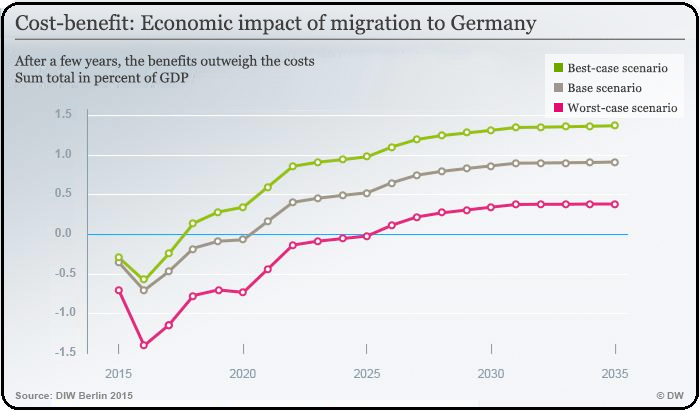 Cost-benefit: Economic impact of migration to Germany
After a few years, the benefits outweigh the costs
Sum total in percent of GDP
Best-case scenario
Base scenario
Worst-case scenario
1.5
1.0
0.5
0.0
-0.5
-1.0
-1.5
2015 2020 2025 2030 2035
Source: DIW Berlin 2015 © DW